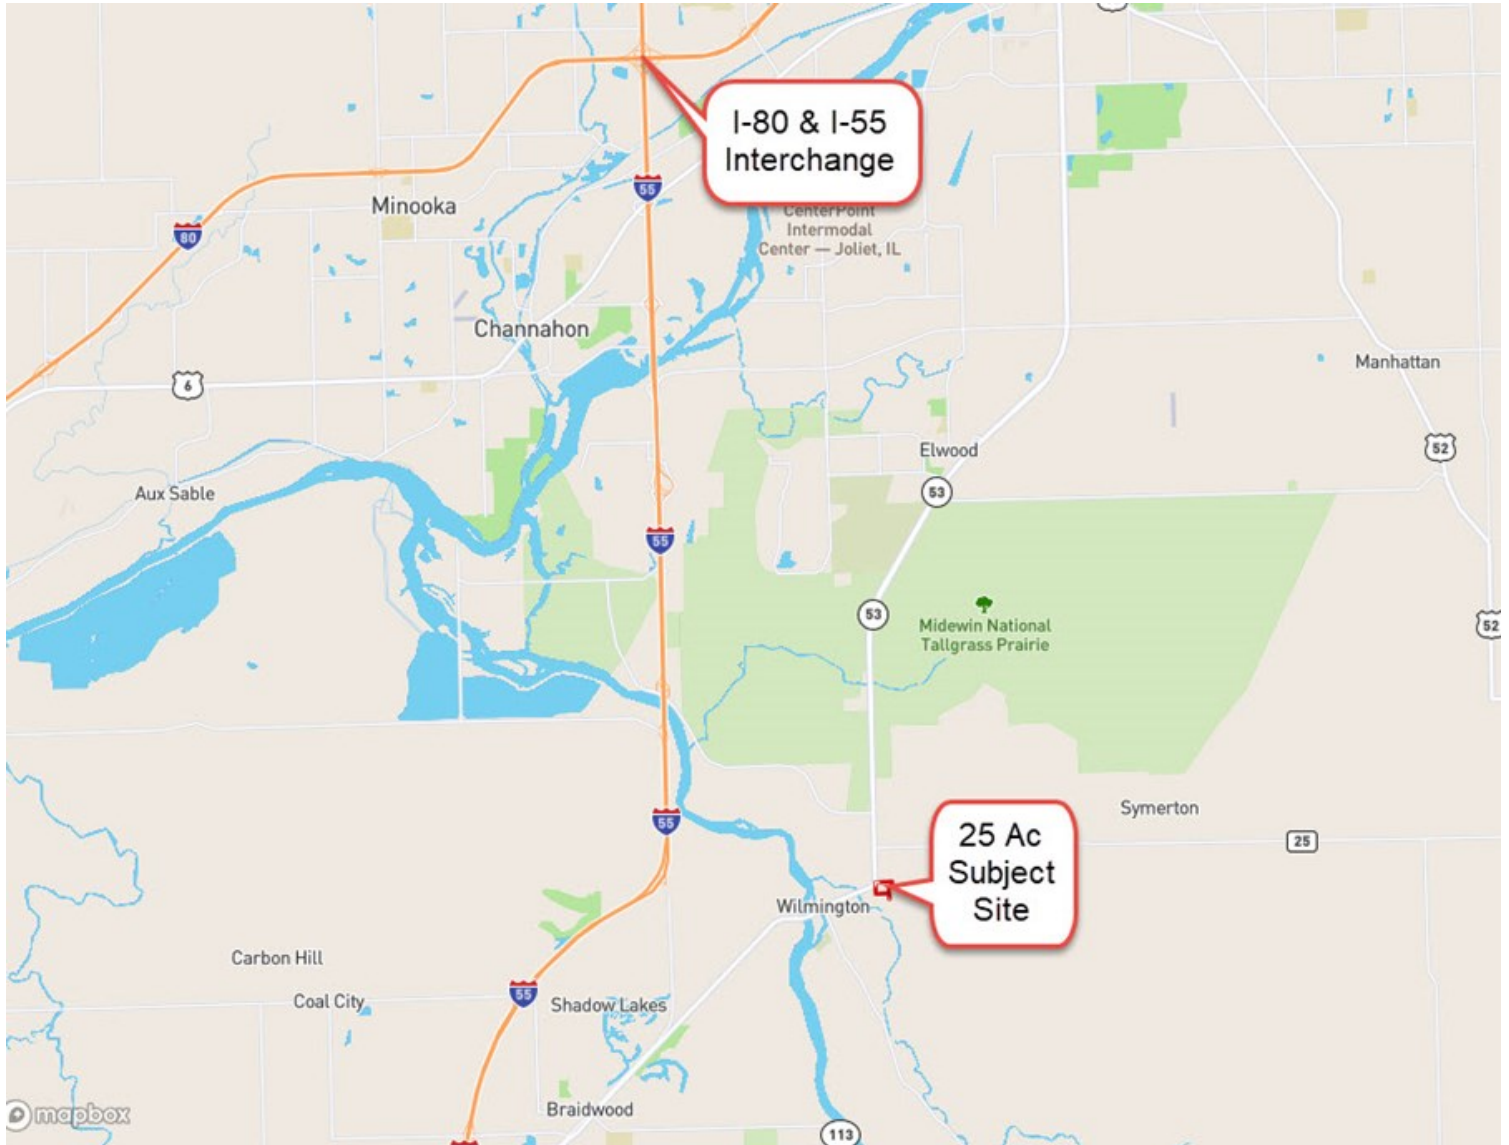 I-80 & I-55
Interchange
55
Minooka
CenterPoint
Intermodal
Center — Joliet, IL
80
Channahon
Manhattan
6
Elwood
52
Aux Sable
53
55
53
Midewin National
Tallgrass Prairie
52
Symerton
55
25 Ac
Subject
Site
25
Wilmington
Carbon Hill
55
Coal City
Shadow Lakes
Braidwood
mapbox
113